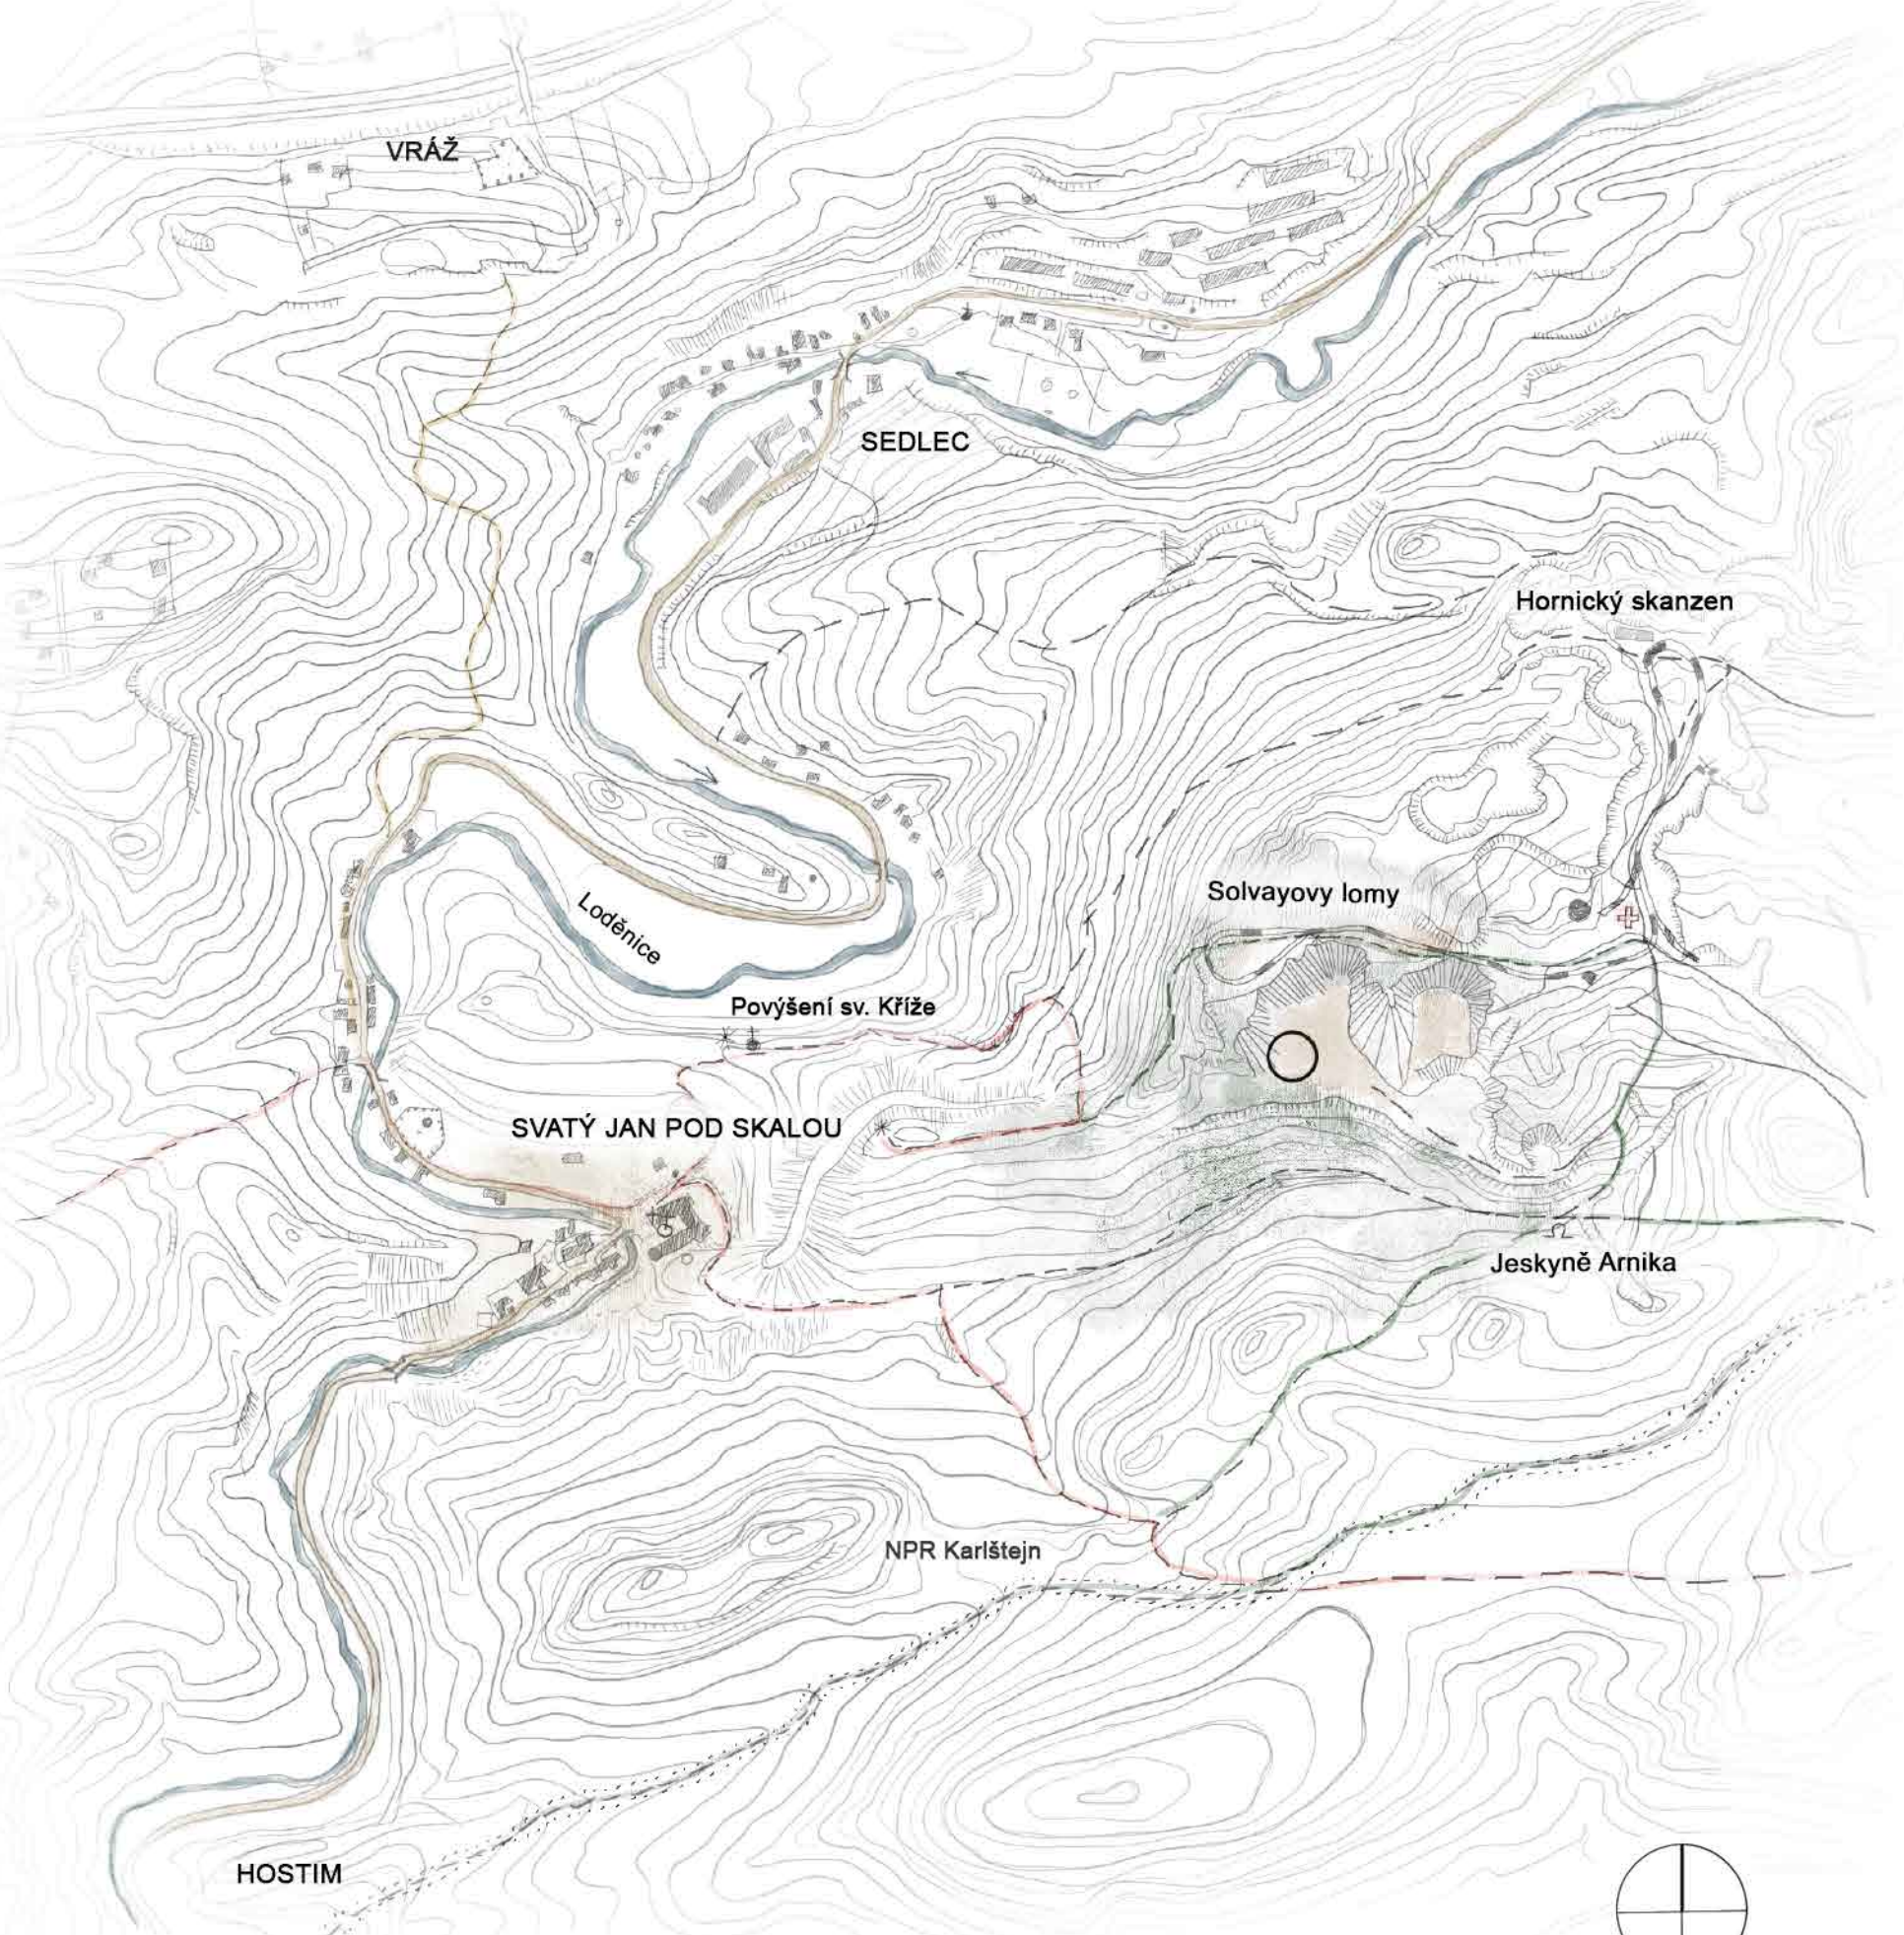 VRÁŽ
SEDLEC
Hornický skanzen
Solvayovy lomy
Loděnice
Povýšení sv. Kříže
SVATÝ JAN POD SKALOU
Jeskyně Arnika
NPR Karlštejn
HOSTIM